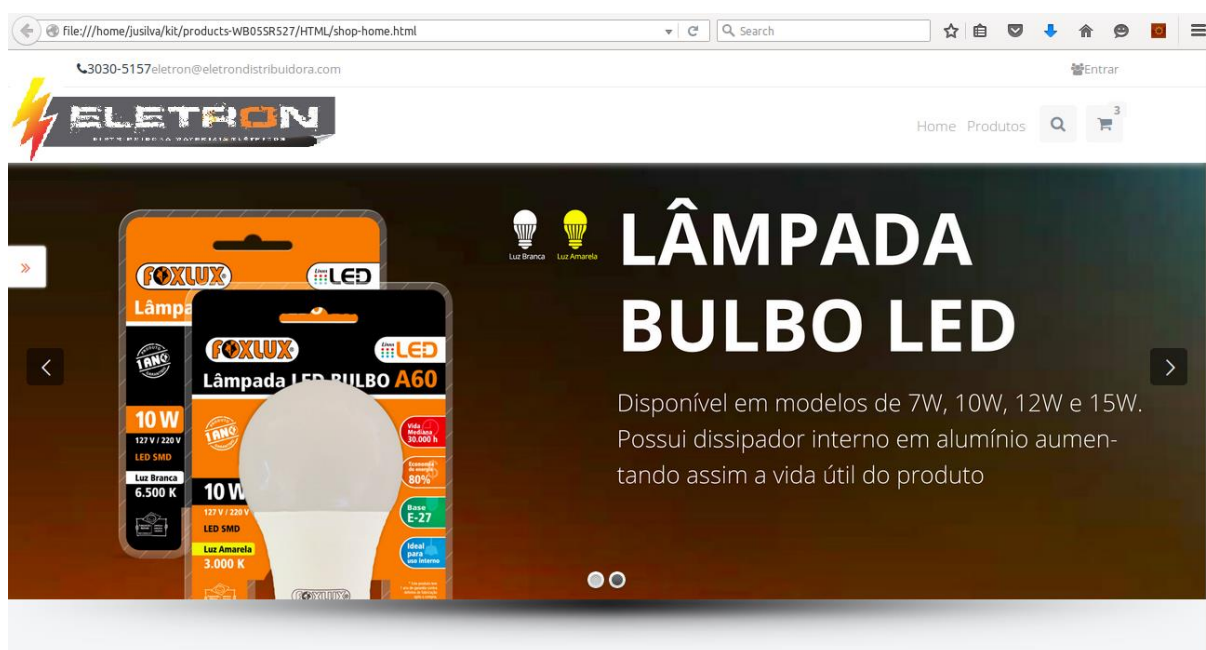 file:///home/jusilva/kit/products-WB05SR527/HTML/shop-home.html
Search
3030-5157eletron@eletrondistribuidora.com
Entrar
ELETRON
Home Produtos
3
Luz Branca Luz Amarela
LÂMPADA
BULBO LED
Disponível em modelos de 7W, 10W, 12W e 15W.
Possui dissipador interno em alumínio aumen-
tando assim a vida útil do produto
FOXLUX
Linha LED
Lâmpa
1 ANO
10 W
127 V / 220 V
LED SMD
Luz Branca
6.500 K
FOXLUX
Linha LED
Lâmpada LED BULBO A60
1 ANO
10 W
127 V / 220 V
LED SMD
Luz Amarela
3.000 K
Vida
Mediana
30.000 h
Economia
de energia
80%
Base
E-27
Ideal
para
uso interno
FOXLUX